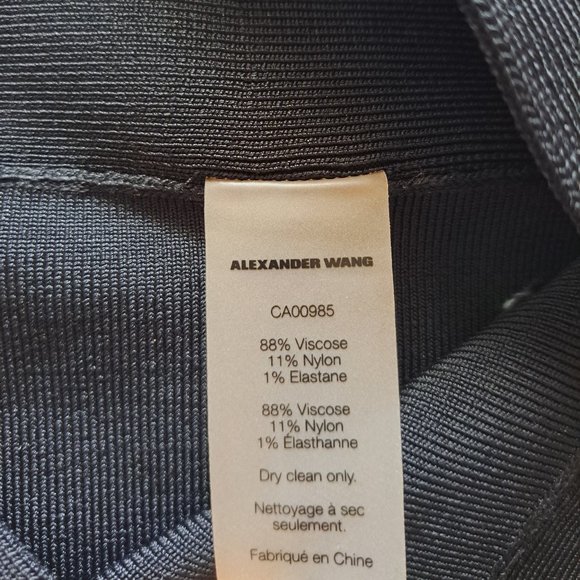 ALEXANDER WANG
CA00985
88% Viscose
11% Nylon
1% Elastane
88% Viscose
11% Nylon
1% Élasthanne
Dry clean only.
Nettoyage à sec
seulement.
Fabriqué en Chine